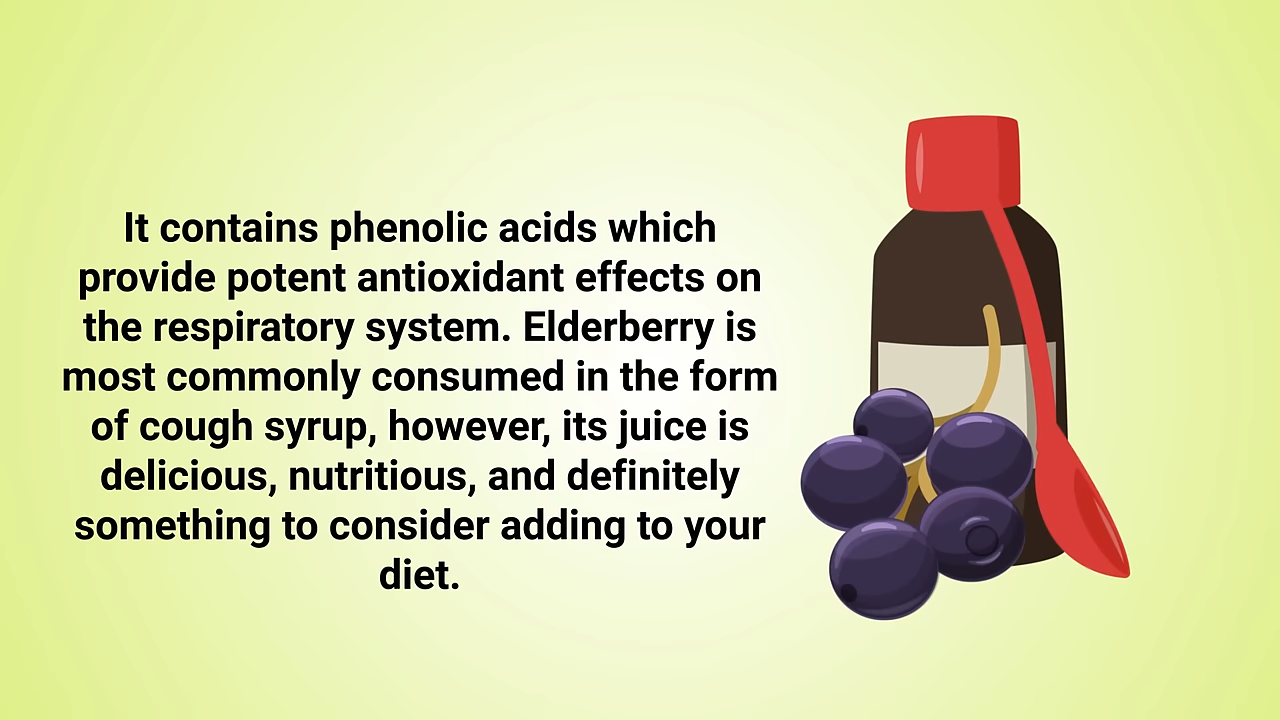 It contains phenolic acids which
provide potent antioxidant effects on
the respiratory system. Elderberry is
most commonly consumed in the form
of cough syrup, however, its juice is
delicious, nutritious, and definitely
something to consider adding to your
diet.